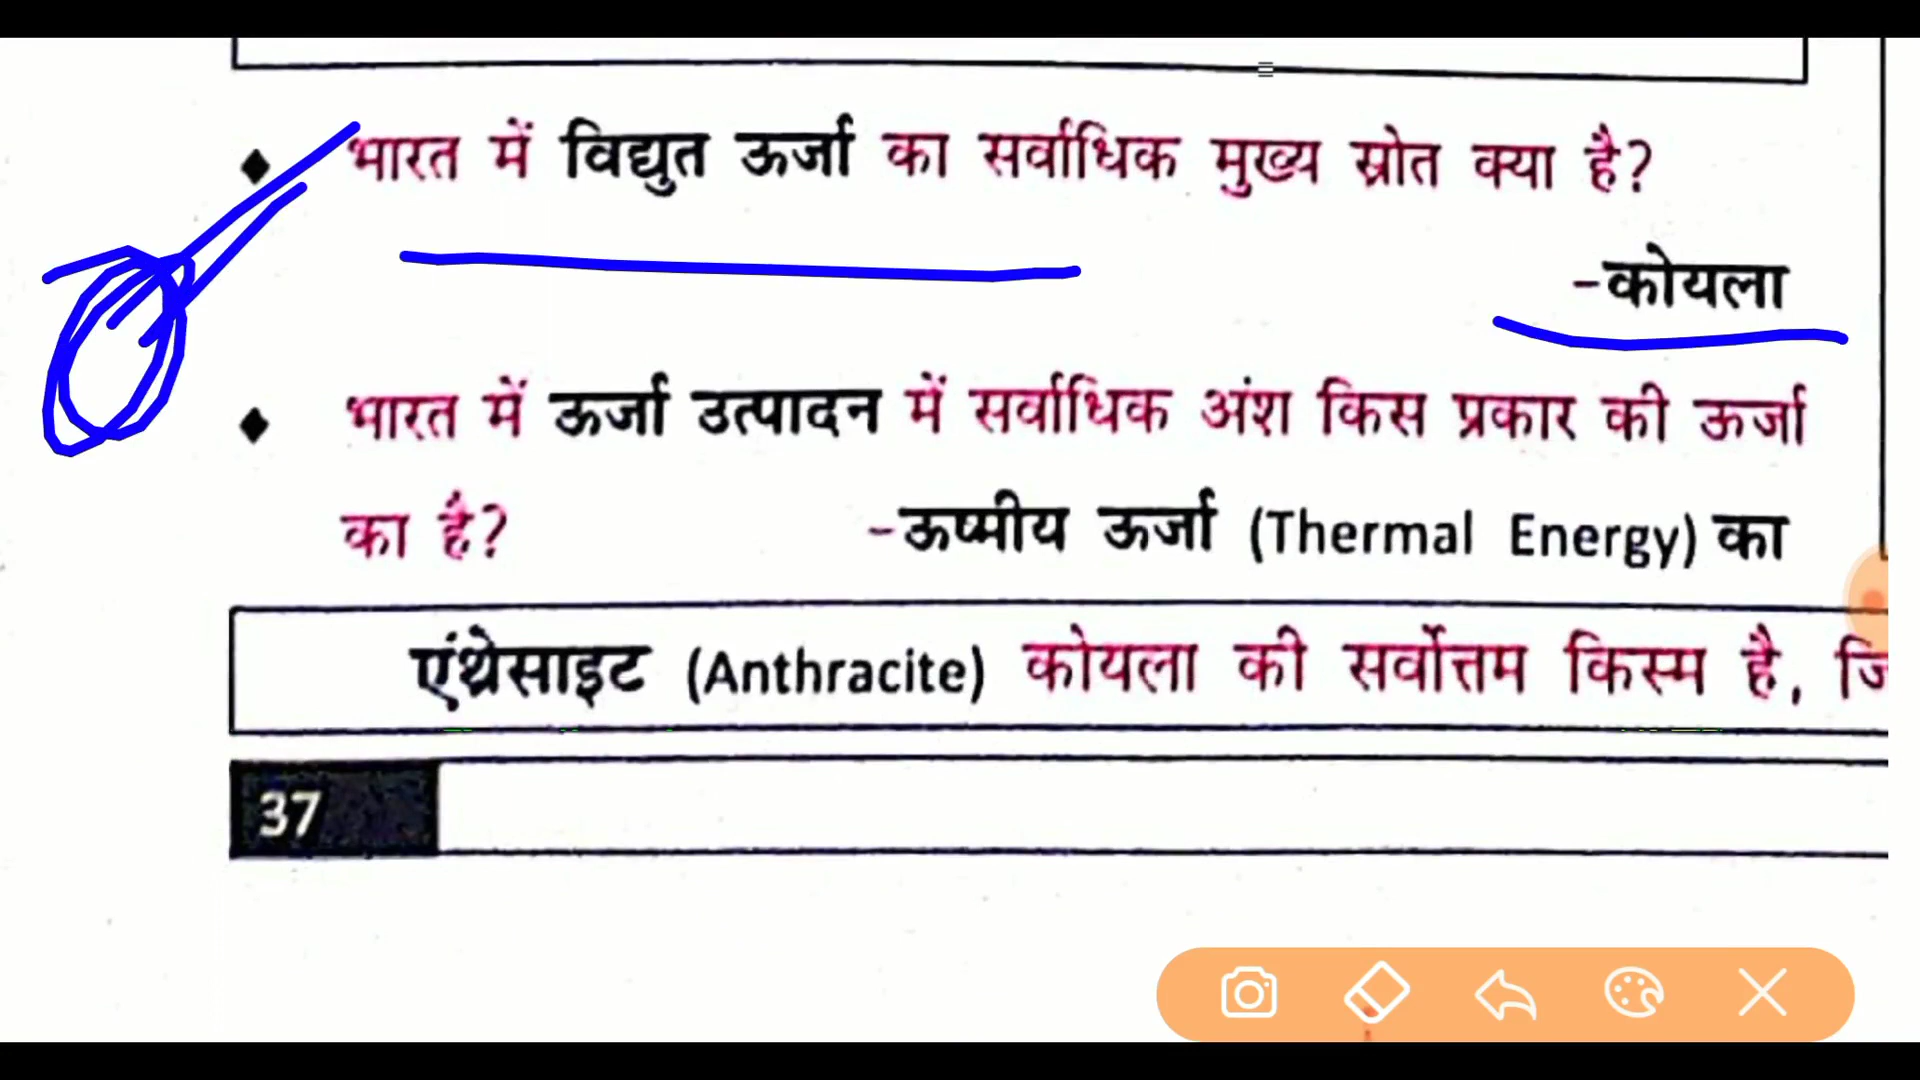 भारत में विद्युत ऊर्जा का सर्वाधिक मुख्य स्रोत क्या है?
-कोयला
भारत में ऊर्जा उत्पादन में सर्वाधिक अंश किस प्रकार की ऊर्जा
का है? -ऊष्मीय ऊर्जा (Thermal Energy) का
एंथ्रेसाइट (Anthracite) कोयला की सर्वोत्तम किस्म है,
37